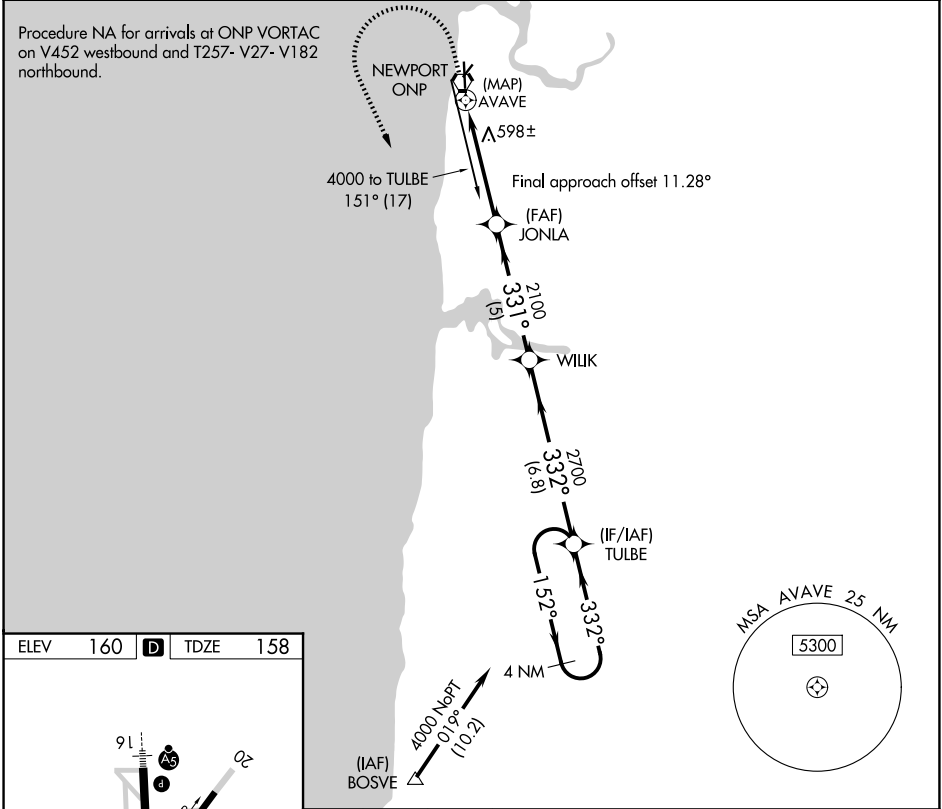 Procedure NA for arrivals at ONP VORTAC
on V452 westbound and T257- V27- V182
northbound.
NEWPORT
ONP
(MAP)
AVAVE
598±
4000 to TULBE
151° (17)
Final approach offset 11.28°
(FAF)
JONLA
2100
331°
(5)
WILIK
2700
332°
(6.8)
(IF/IAF)
TULBE
152°
332°
4 NM
4000 NoPT
019°
(10.2)
(IAF)
BOSVE
MSA AVAVE 25 NM
5300
ELEV 160 D TDZE 158
16
A5
P
20